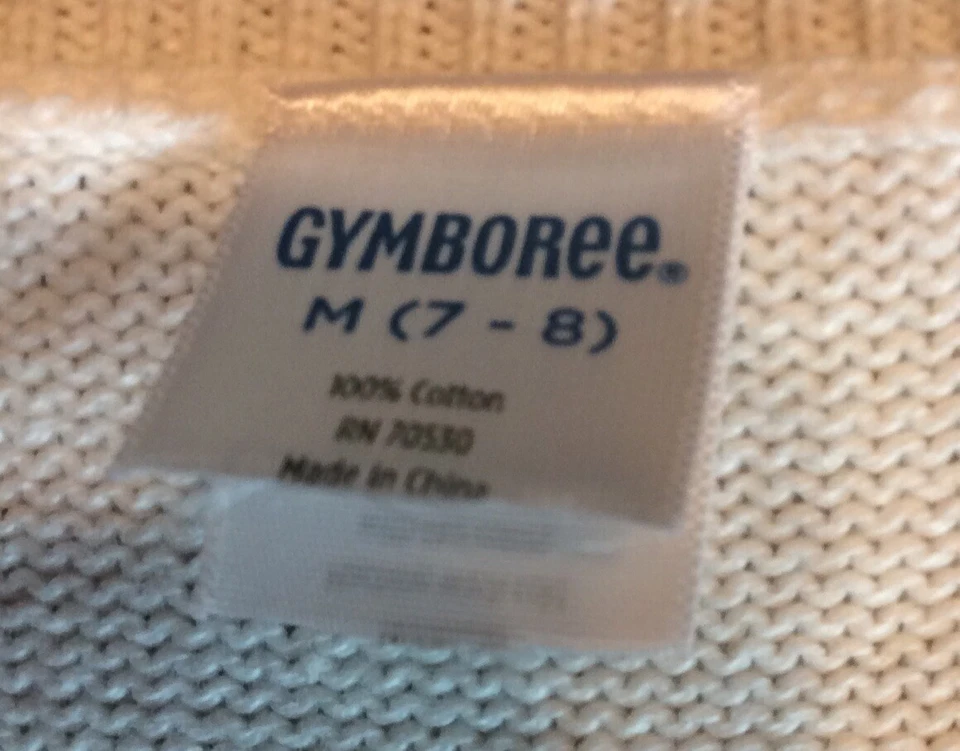 GYMBOREE®
M (7 - 8)
100% Cotton
RN 70530
Made in China